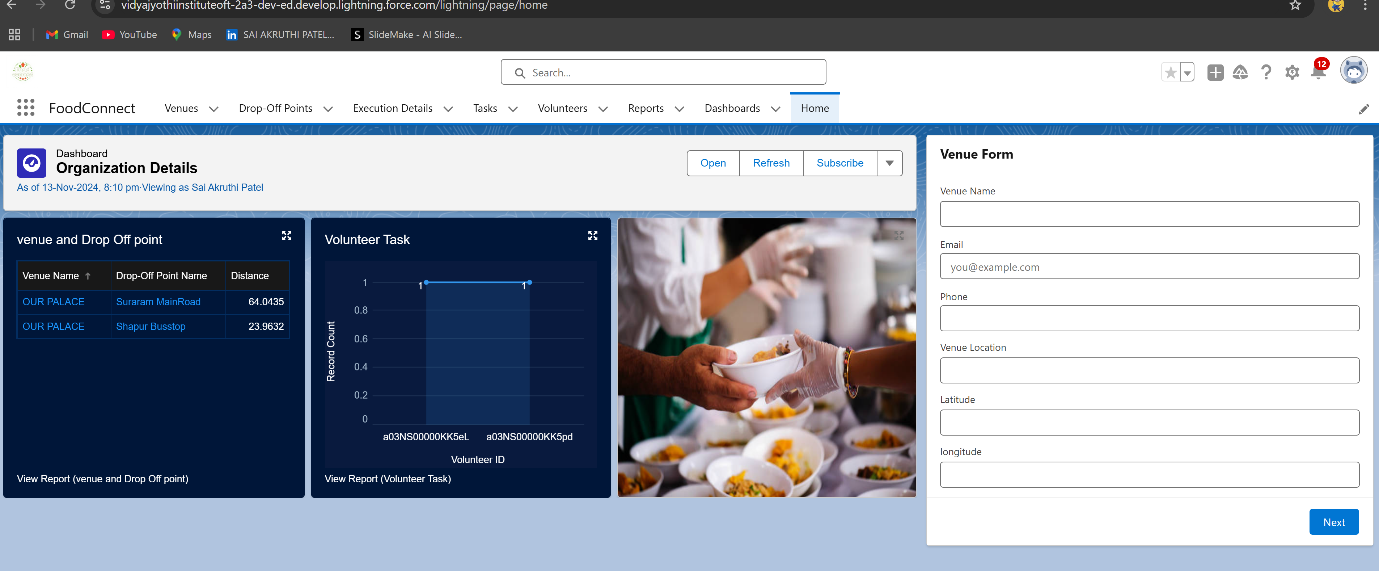 vidyajyothiinstituteoft-2a3-dev-ed.develop.lightning.force.com/lightning/page/home
Gmail YouTube Maps SAI AKRUTHI PATEL... SlideMake - AI Slide...
Search...
12
FoodConnect Venues Drop-Off Points Execution Details Tasks Volunteers Reports Dashboards Home
Dashboard
Organization Details
As of 13-Nov-2024, 8:10 pm·Viewing as Sai Akruthi Patel
Open Refresh Subscribe
venue and Drop Off point
Venue Name ↑ Drop-Off Point Name Distance
OUR PALACE Suraram MainRoad 64.0435
OUR PALACE Shapur Busstop 23.9632
View Report (venue and Drop Off point)
Volunteer Task
Record Count
1
0.8
0.6
0.4
0.2
0
1 1
a03NS00000KK5eL a03NS00000KK5pd
Volunteer ID
View Report (Volunteer Task)
Venue Form
Venue Name
Email
you@example.com
Phone
Venue Location
Latitude
longitude
Next